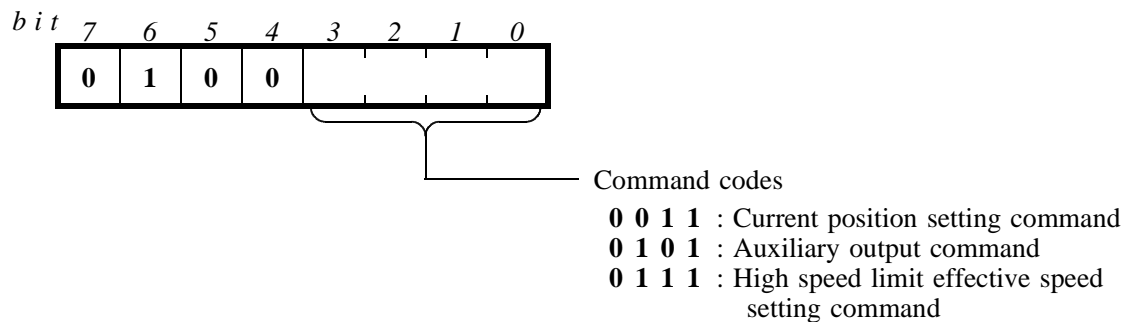 bit 7 6 5 4 3 2 1 0
0 1 0 0
Command codes
0 0 1 1 : Current position setting command
0 1 0 1 : Auxiliary output command
0 1 1 1 : High speed limit effective speed
setting command